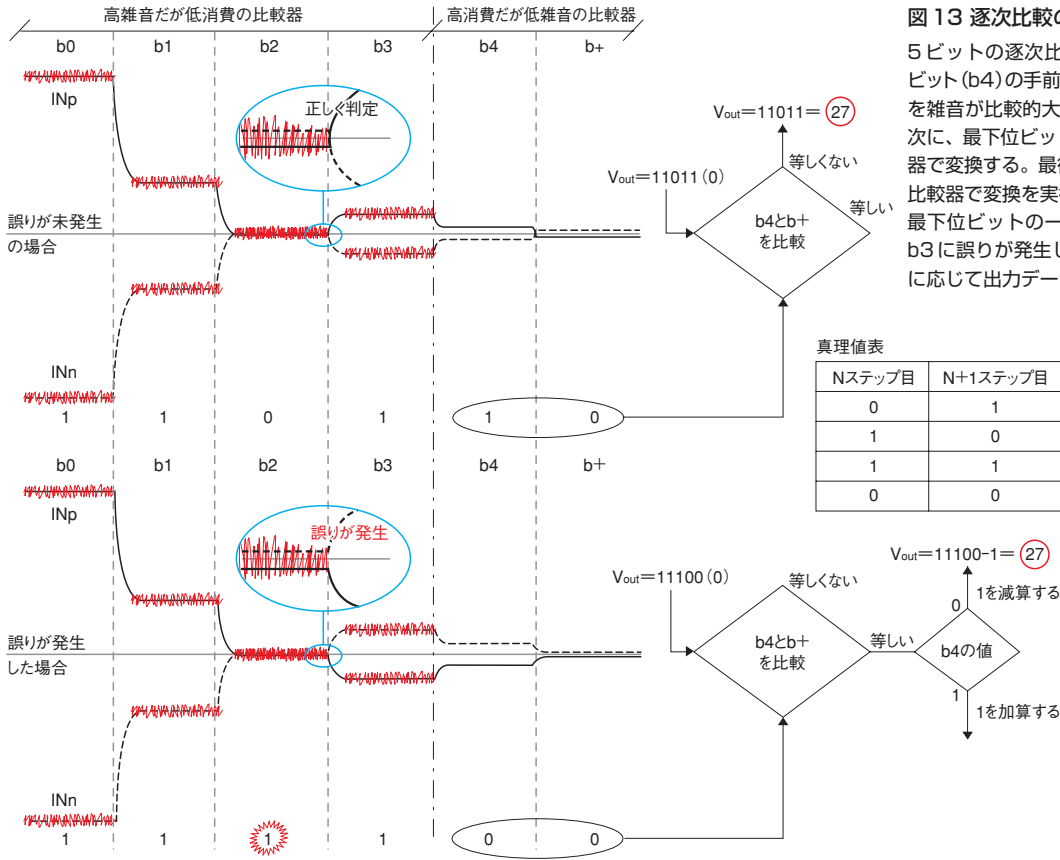 高雑音だが低消費の比較器
高消費だが低雑音の比較器
b0 b1 b2 b3 b4 b+
INp
正しく判定
誤りが未発生
の場合
INn
1 1 0 1 1 0
Vout=11011(0)
Vout=11011=27
等しくない
等しい
b4とb+
を比較
図13 逐次比較の
5ビットの逐次比
ビット(b4)の手前
を雑音が比較的大
次に、最下位ビッ
器で変換する。最後
比較器で変換を実
最下位ビットの一
b3に誤りが発生し
に応じて出力デー
真理値表
Nステップ目 N+1ステップ目
0 1
1 0
1 1
0 0
b0 b1 b2 b3 b4 b+
INp
誤りが発生
誤りが発生
した場合
INn
1 1 1 1 0 0
Vout=11100(0)
等しくない
b4とb+
を比較
等しい
Vout=11100-1=27
1を減算する
0
b4の値
1
1を加算する